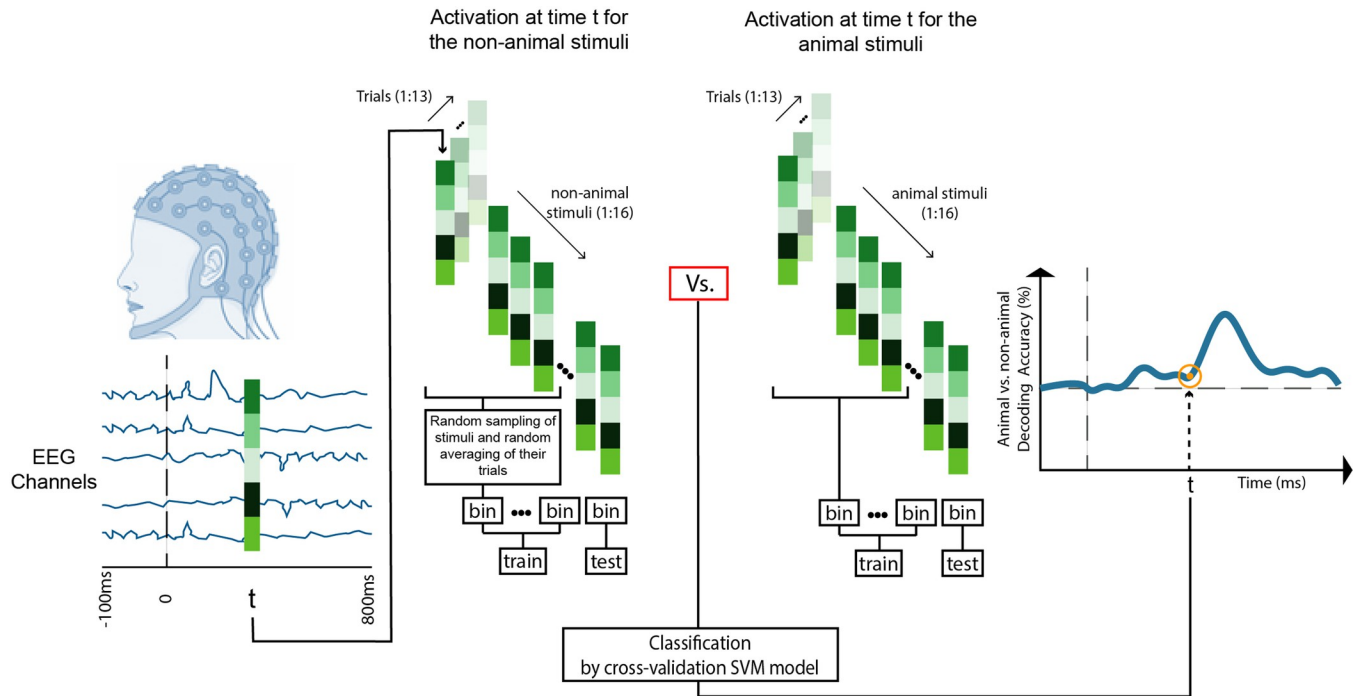 Activation at time t for
the non-animal stimuli
Activation at time t for the
animal stimuli
Trials (1:13)
Trials (1:13)
non-animal
stimuli (1:16)
animal stimuli
(1:16)
Vs.
Animal vs. non-animal
Decoding Accuracy (%)
t
Time (ms)
EEG
Channels
-100ms
0
t
800ms
Random sampling of
stimuli and random
averaging of their
trials
bin
bin
bin
train
test
bin
bin
bin
train
test
Classification
by cross-validation SVM model